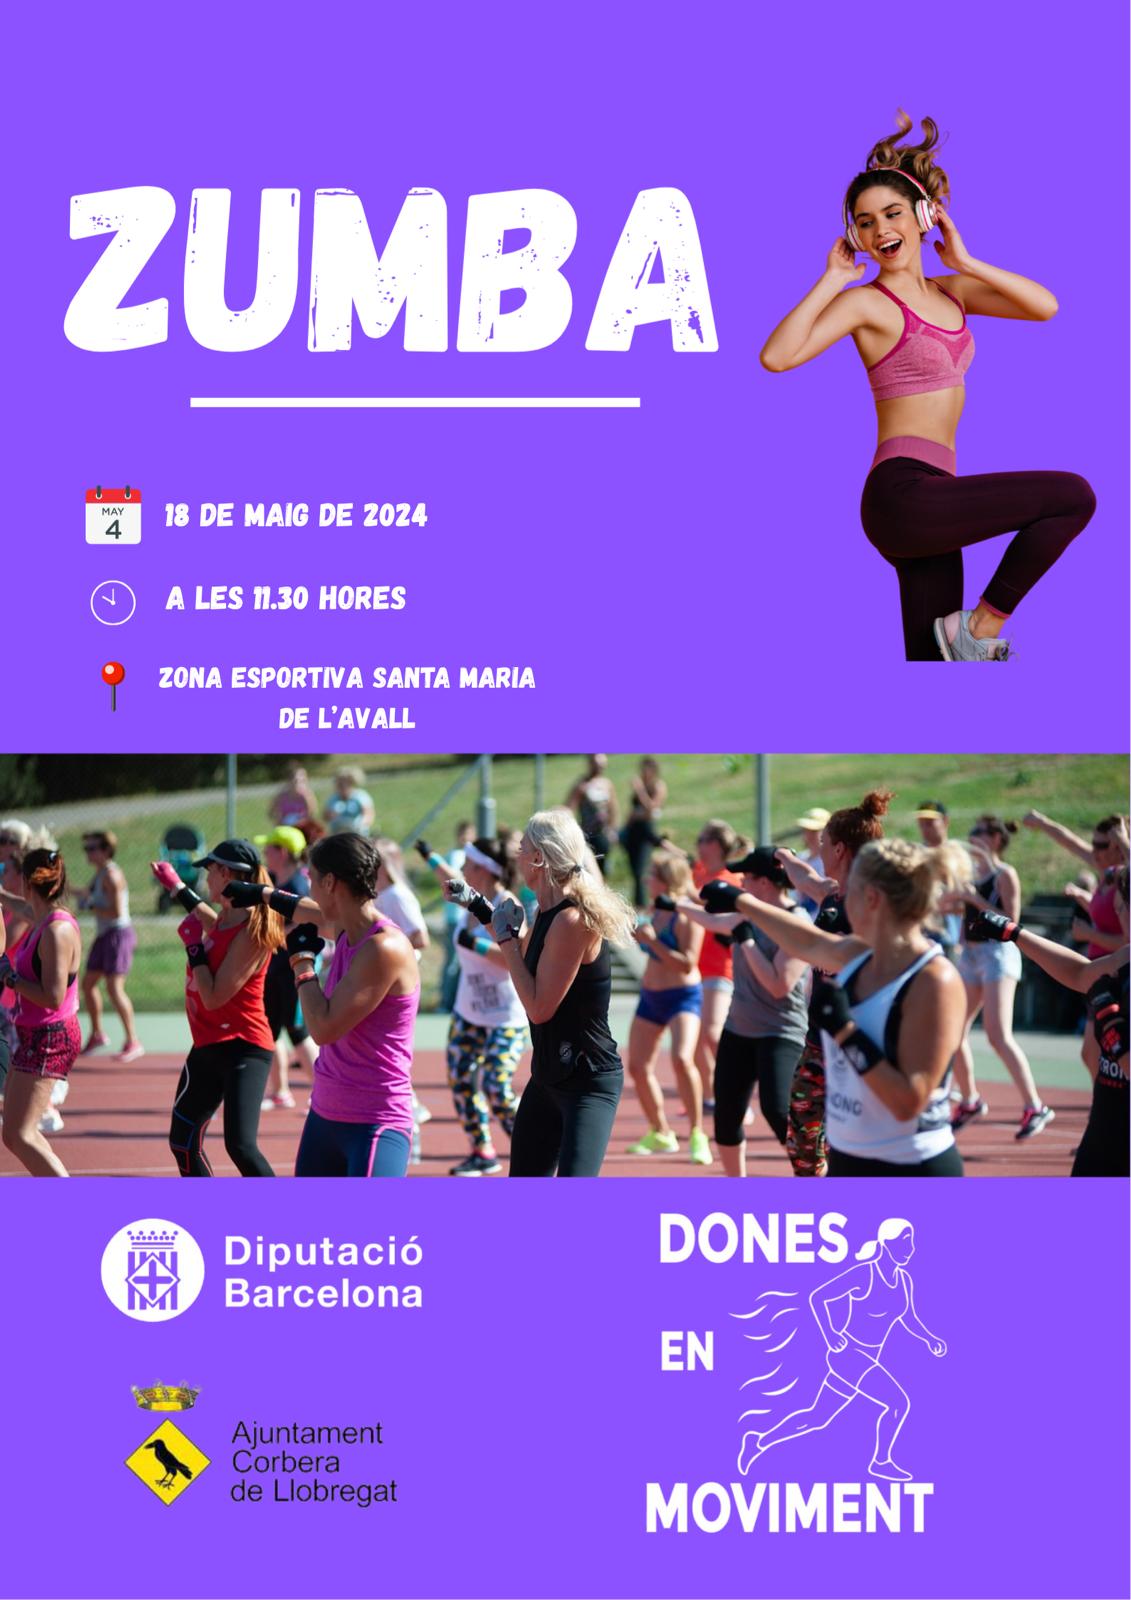 ZUMBA
MAY
4
18 DE MAIG DE 2024
A LES 11.30 HORES
ZONA ESPORTIVA SANTA MARIA
DE L'AVALL
Diputació
Barcelona
Ajuntament
Corbera
de Llobregat
DONES
EN
MOVIMENT